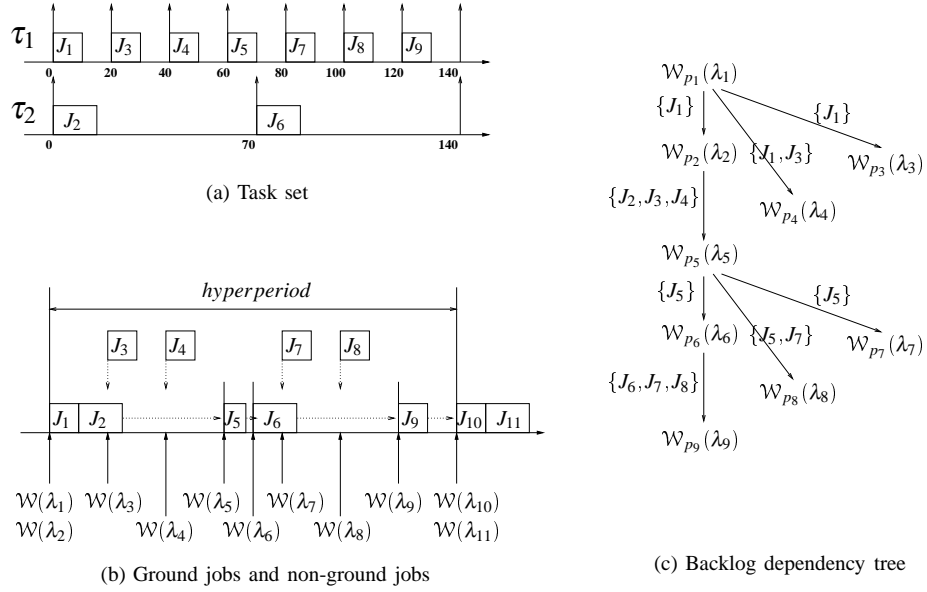 τ1 J1 J3 J4 J5 J7 J8 J9
0 20 40 60 80 100 120 140
τ2 J2 J6
0 70 140
(a) Task set
hyperperiod
J3 J4 J7 J8
J1 J2 J5 J6 J9 J10 J11
W(λ1) W(λ3) W(λ5) W(λ7) W(λ9) W(λ10)
W(λ2) W(λ4) W(λ6) W(λ8) W(λ11)
(b) Ground jobs and non-ground jobs
Wp1(λ1)
{J1} {J1}
Wp2(λ2) {J1,J3} Wp3(λ3)
{J2,J3,J4} Wp4(λ4)
Wp5(λ5)
{J5} {J5}
Wp6(λ6) {J5,J7} Wp7(λ7)
{J6,J7,J8} Wp8(λ8)
Wp9(λ9)
(c) Backlog dependency tree